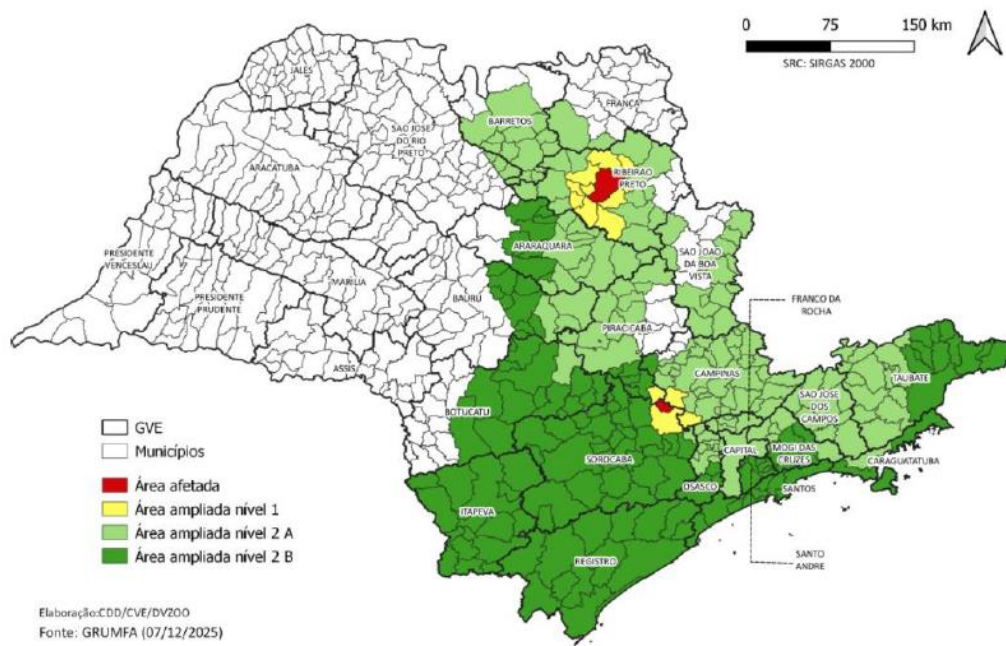 0 75 150 km
SRC: SIRGAS 2000
JALES
FRANCA
BARRETOS
SAO JOSE
DO RIO
PRETO
ARACATUBA
RIBEIRAO
PRETO
ARARAQUARA
SAO JOAO
DA BOA
VISTA
PRESIDENTE
VENCESLAU
PRESIDENTE
PRUDENTE
MARILIA
BAURU
FRANCO DA
ROCHA
PIRACICABA
ASSIS
CAMPINAS
TAUBATE
SAO JOSE
DOS
CAMPOS
BOTUCATU
SOROCABA
CAPITAL
MOGI DAS
CRUZES
CARAGUATATUBA
OSASCO
SANTOS
ITAPEVA
REGISTRO
SANTO
ANDRE
GVE
Municípios
Área afetada
Área ampliada nível 1
Área ampliada nível 2 A
Área ampliada nível 2 B
Elaboração:CDD/CVE/DVZOO
Fonte: GRUMFA (07/12/2025)